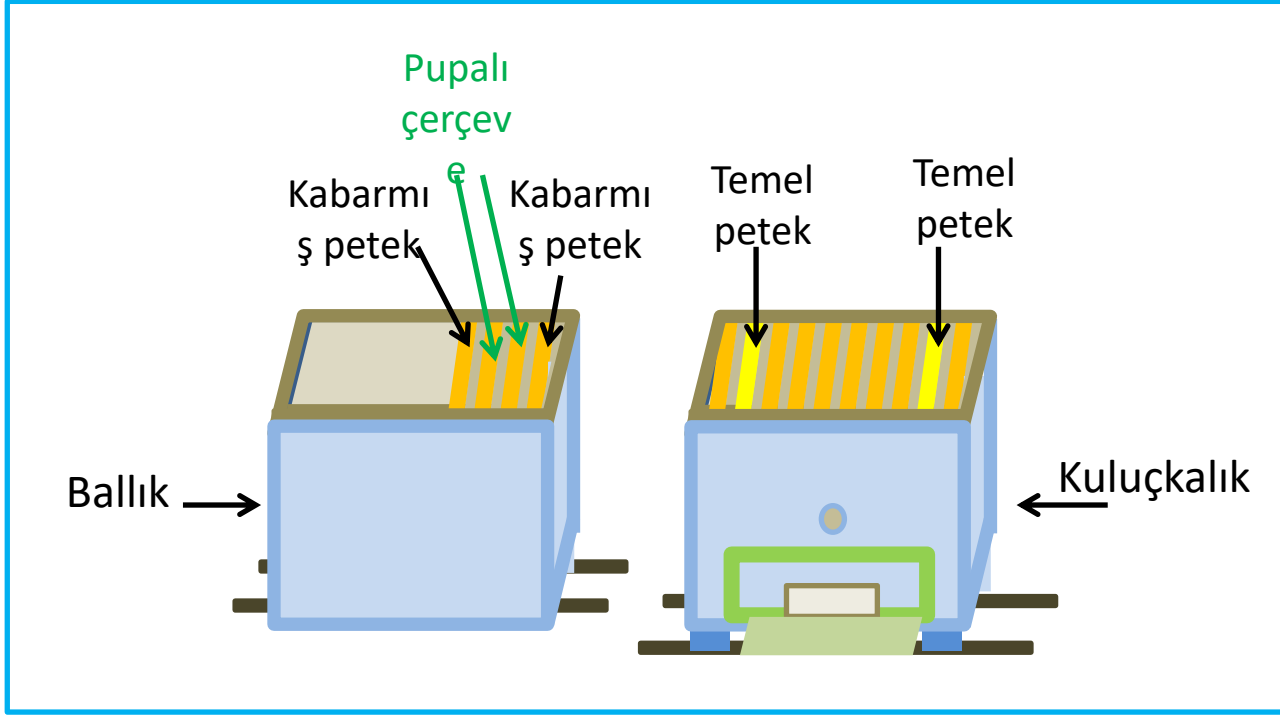 Pupalı
çerçev
e
Kabarmı
ş petek
Kabarmı
ş petek
Temel
petek
Temel
petek
Ballık
Kuluçkalık